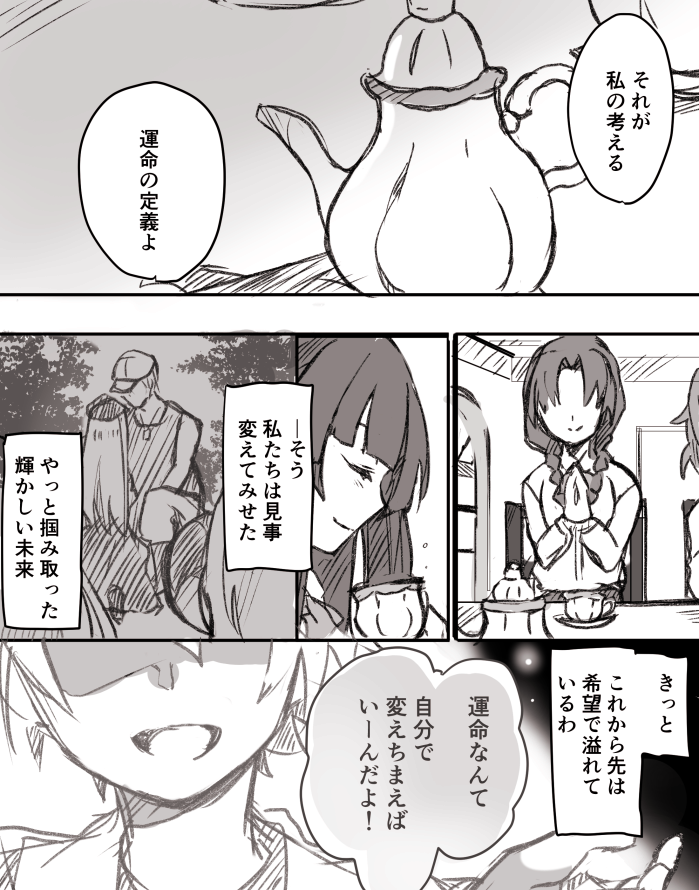 それが
私の考える
運命の定義よ
―そう
私たちは見事
変えてみせた
やっと掴み取った
輝かしい未来
きっと
これから先は
希望で溢れて
いるわ
運命なんて
自分で
変えちまえば
いーんだよ!